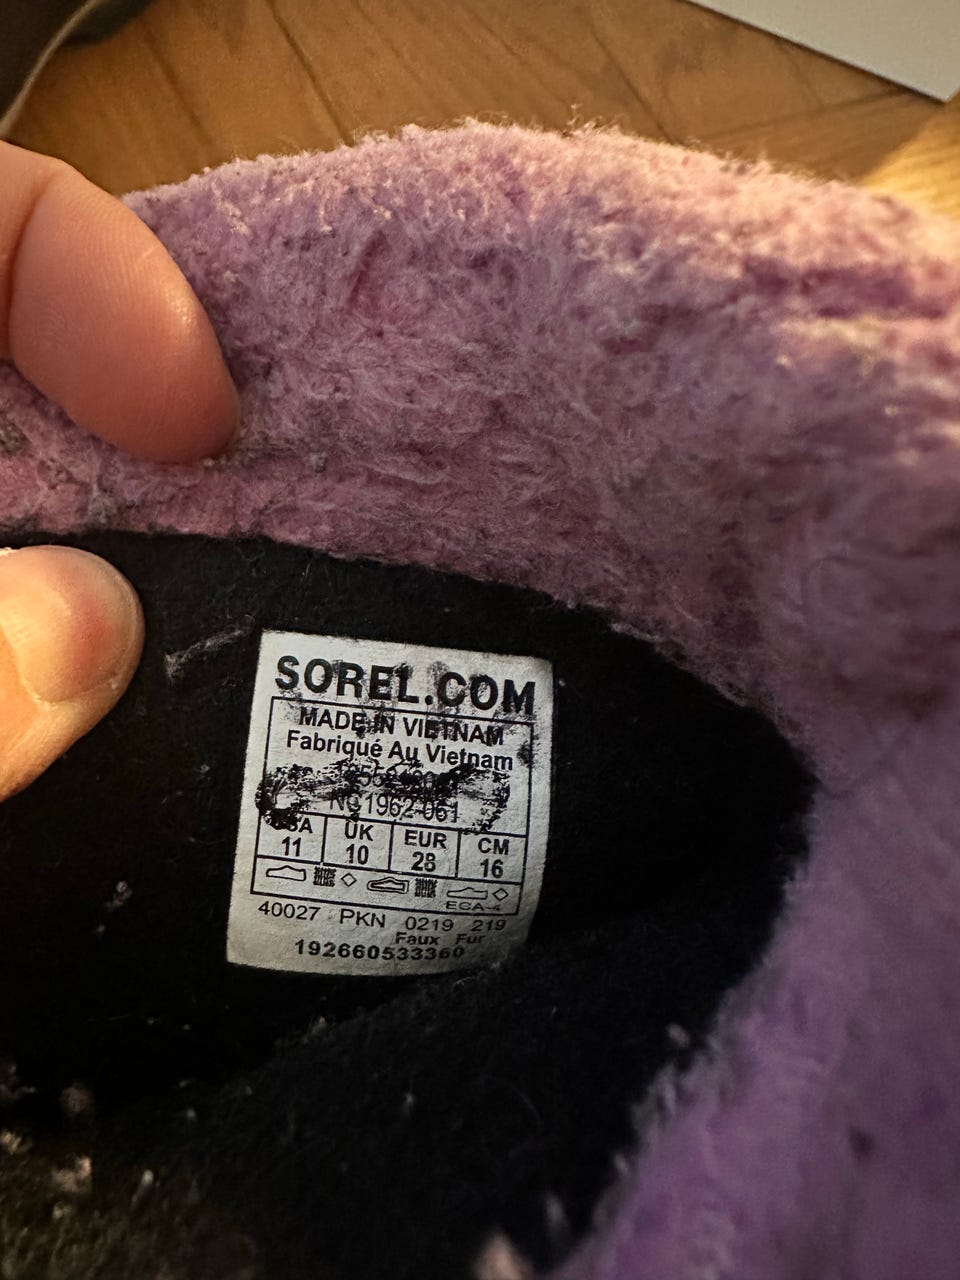 SOREL.COM
MADE IN VIETNAM
Fabriqué Au Vietnam
NC1962-061
USA UK EUR CM
11 10 28 16
ECA-4
40027 PKN 0219 219
Faux Fur
192660533360